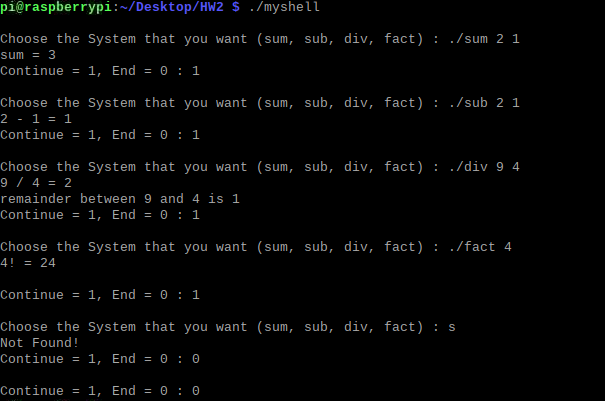 pi@raspberrypi:~/Desktop/HW2 $ ./myshell
Choose the System that you want (sum, sub, div, fact) : ./sum 2 1
sum = 3
Continue = 1, End = 0 : 1
Choose the System that you want (sum, sub, div, fact) : ./sub 2 1
2 - 1 = 1
Continue = 1, End = 0 : 1
Choose the System that you want (sum, sub, div, fact) : ./div 9 4
9 / 4 = 2
remainder between 9 and 4 is 1
Continue = 1, End = 0 : 1
Choose the System that you want (sum, sub, div, fact) : ./fact 4
4! = 24
Continue = 1, End = 0 : 1
Choose the System that you want (sum, sub, div, fact) : s
Not Found!
Continue = 1, End = 0 : 0
Continue = 1, End = 0 : 0